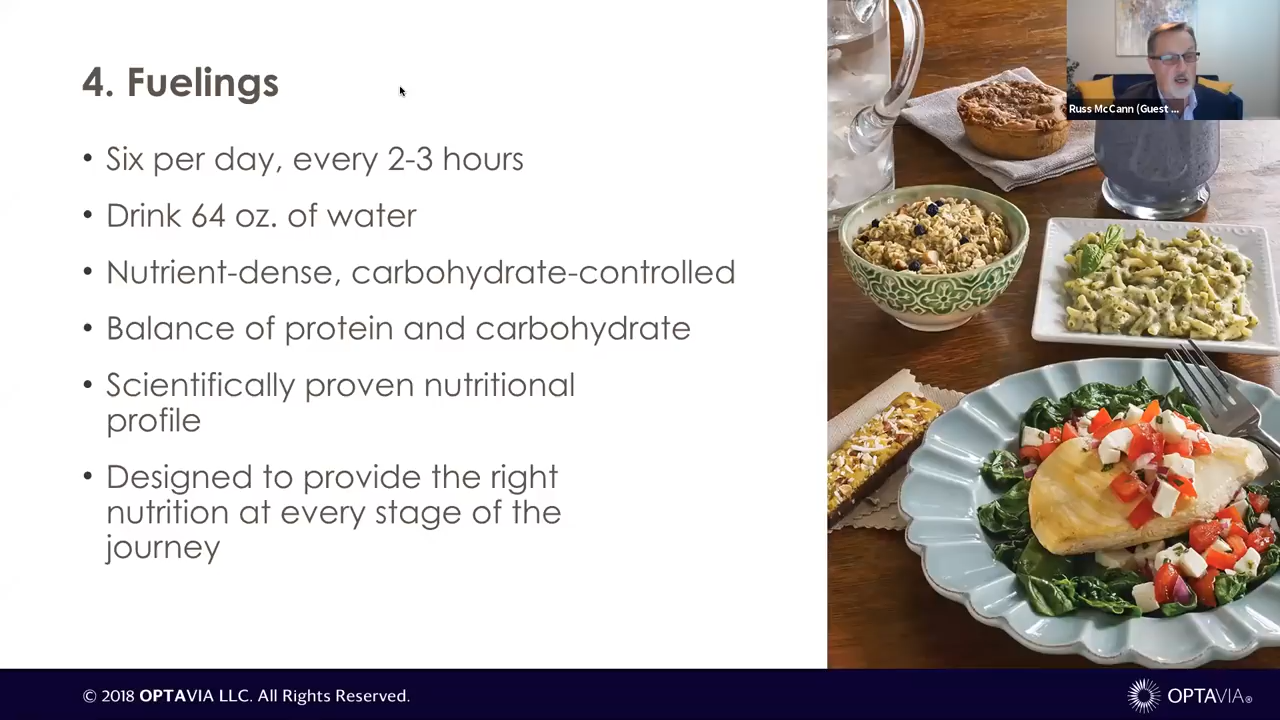 4. Fuelings
Russ McCann (Guest ...
• Six per day, every 2-3 hours
• Drink 64 oz. of water
• Nutrient-dense, carbohydrate-controlled
• Balance of protein and carbohydrate
• Scientifically proven nutritional
profile
• Designed to provide the right
nutrition at every stage of the
journey
© 2018 OPTAVIA LLC. All Rights Reserved.
OPTAVIA®